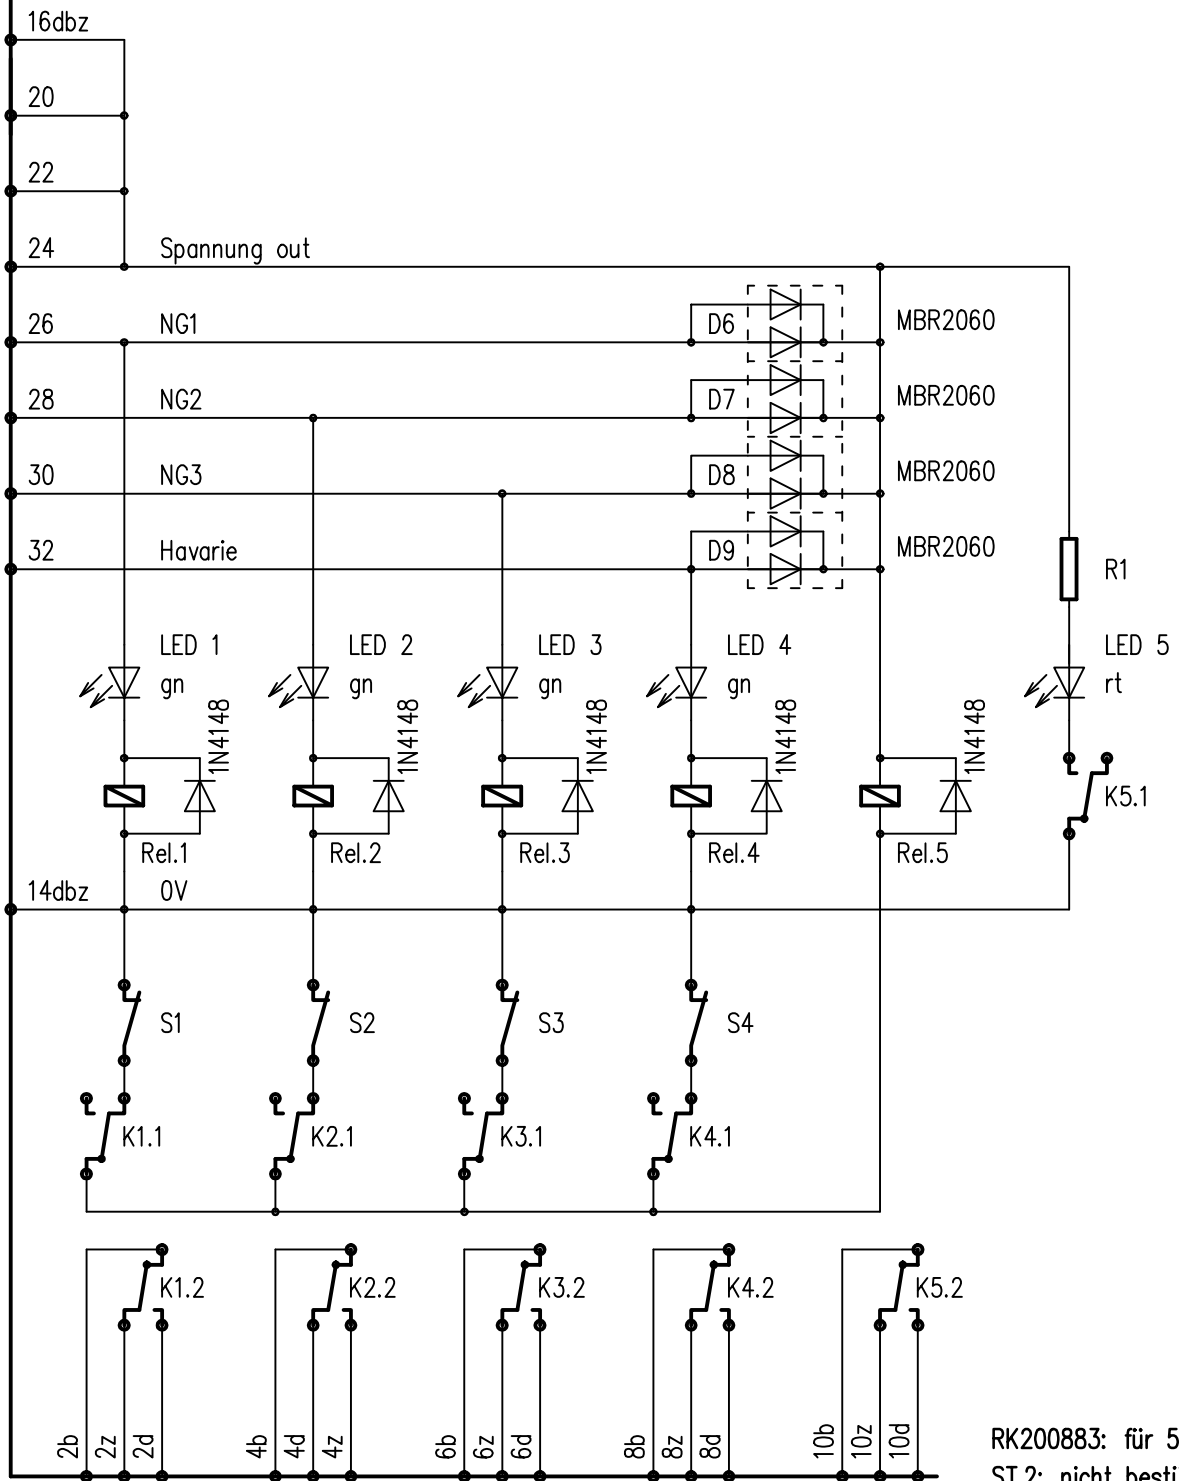 16dbz
20
22
24 Spannung out
26 NG1 D6 MBR2060
28 NG2 D7 MBR2060
30 NG3 D8 MBR2060
32 Havarie D9 MBR2060
R1
LED 1 LED 2 LED 3 LED 4 LED 5
gn gn gn gn rt
1N4148 1N4148 1N4148 1N4148 1N4148
K5.1
Rel.1 Rel.2 Rel.3 Rel.4 Rel.5
14dbz 0V
S1 S2 S3 S4
K1.1 K2.1 K3.1 K4.1
K1.2 K2.2 K3.2 K4.2 K5.2
2b 2z 2d 4b 4d 4z 6b 6z 6d 8b 8z 8d 10b 10z 10d
RK200883: für 5
ST.2: nicht besti